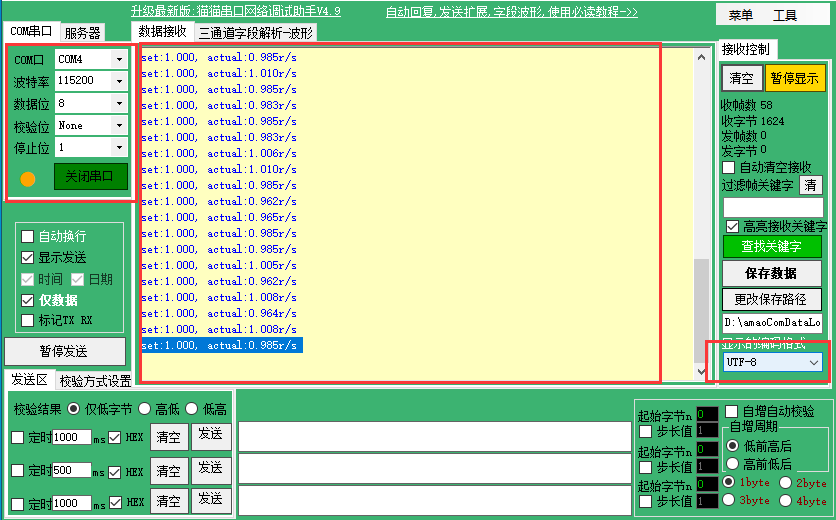 升级最新版:猫猫串口网络调试助手V4.9 自动回复,发送扩展,字段波形,使用必读教程->> 菜单 工具
COM串口 服务器 数据接收 三通道字段解析-波形 接收控制
COM口 COM4
波特率 115200
数据位 8
校验位 None
停止位 1
关闭串口
自动换行
显示发送
时间 日期
仅数据
标记TX RX
暂停发送
set:1.000, actual:0.985r/s
set:1.000, actual:1.010r/s
set:1.000, actual:0.985r/s
set:1.000, actual:0.983r/s
set:1.000, actual:0.985r/s
set:1.000, actual:0.983r/s
set:1.000, actual:1.006r/s
set:1.000, actual:1.010r/s
set:1.000, actual:0.985r/s
set:1.000, actual:0.962r/s
set:1.000, actual:0.965r/s
set:1.000, actual:0.985r/s
set:1.000, actual:0.985r/s
set:1.000, actual:1.005r/s
set:1.000, actual:0.962r/s
set:1.000, actual:1.008r/s
set:1.000, actual:0.964r/s
set:1.000, actual:1.008r/s
set:1.000, actual:0.985r/s
清空 暂停显示
收帧数 58
收字节 1624
发帧数 0
发字节 0
自动清空接收
过滤帧关键字 清
高亮接收关键字
查找关键字
保存数据
更改保存路径
D:\amaoComDataLo
显示的编码格式
UTF-8
发送区 校验方式设置
校验结果 仅低字节 高低 低高
定时 1000 ms HEX 清空 发送
定时 500 ms HEX 清空 发送
定时 1000 ms HEX 清空 发送
起始字节n 0
步长值 1
起始字节n 0
步长值 1
起始字节n 0
步长值 1
自增自动校验
自增周期
低前高后
高前低后
1byte 2byte
3byte 4byte